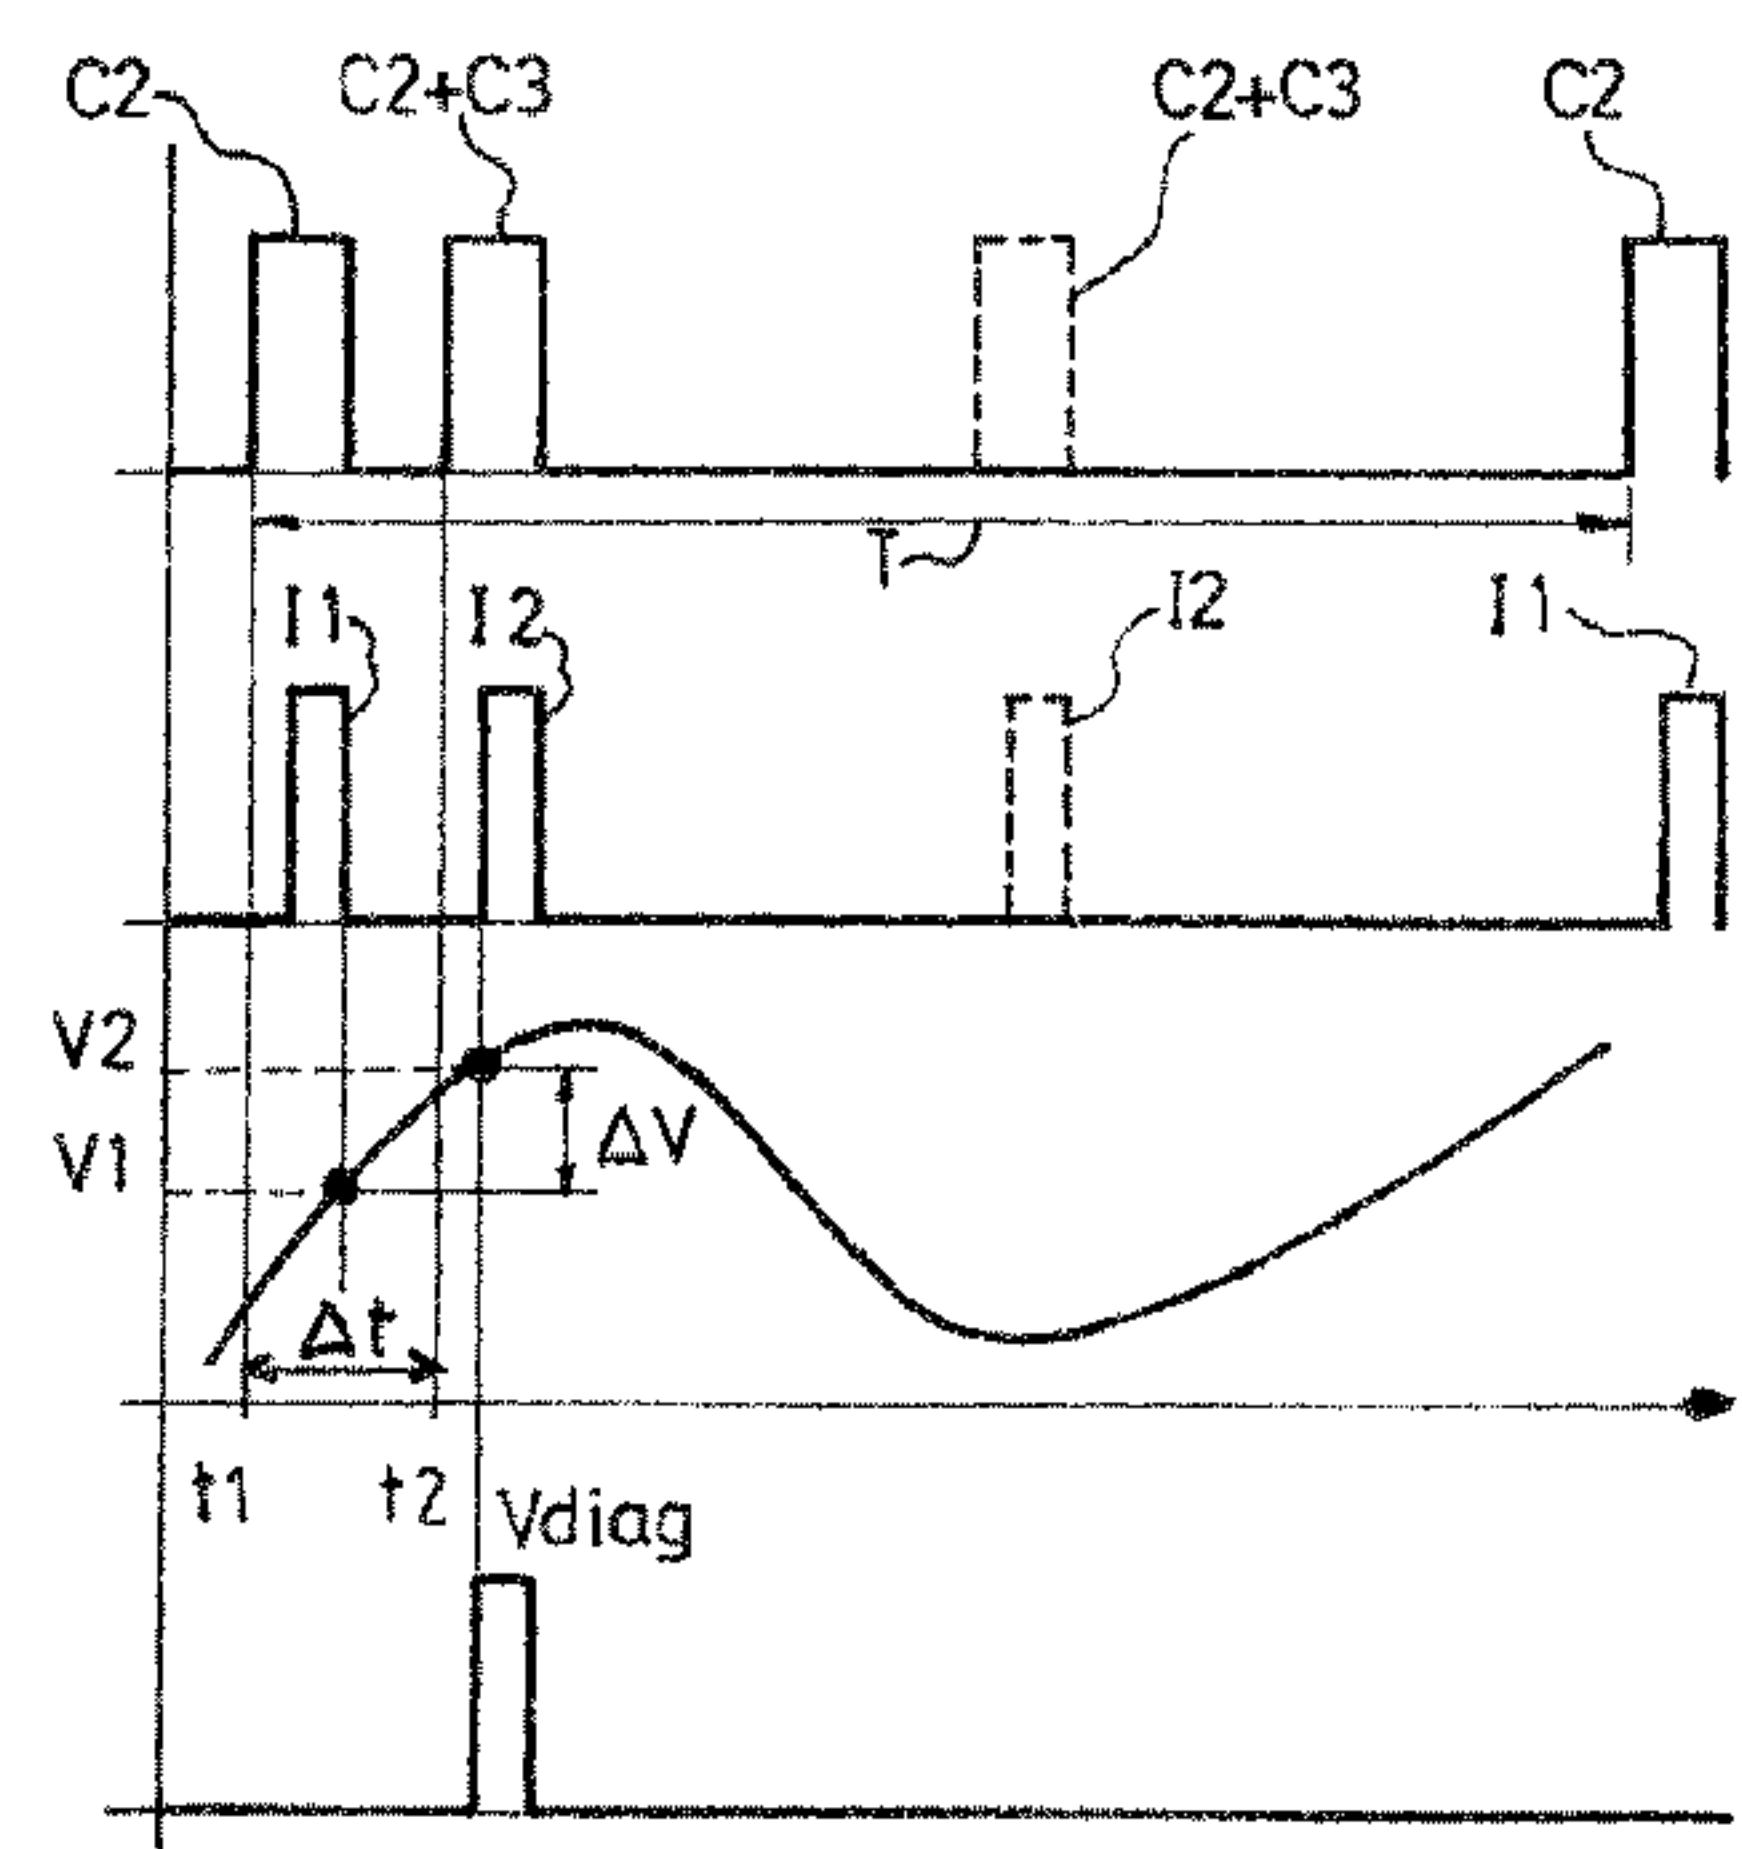 C2 C2+C3 C2+C3 C2
T
I1 I2 I2 I1
V2
V1 ΔV
Δt
t1 t2 Vdiag